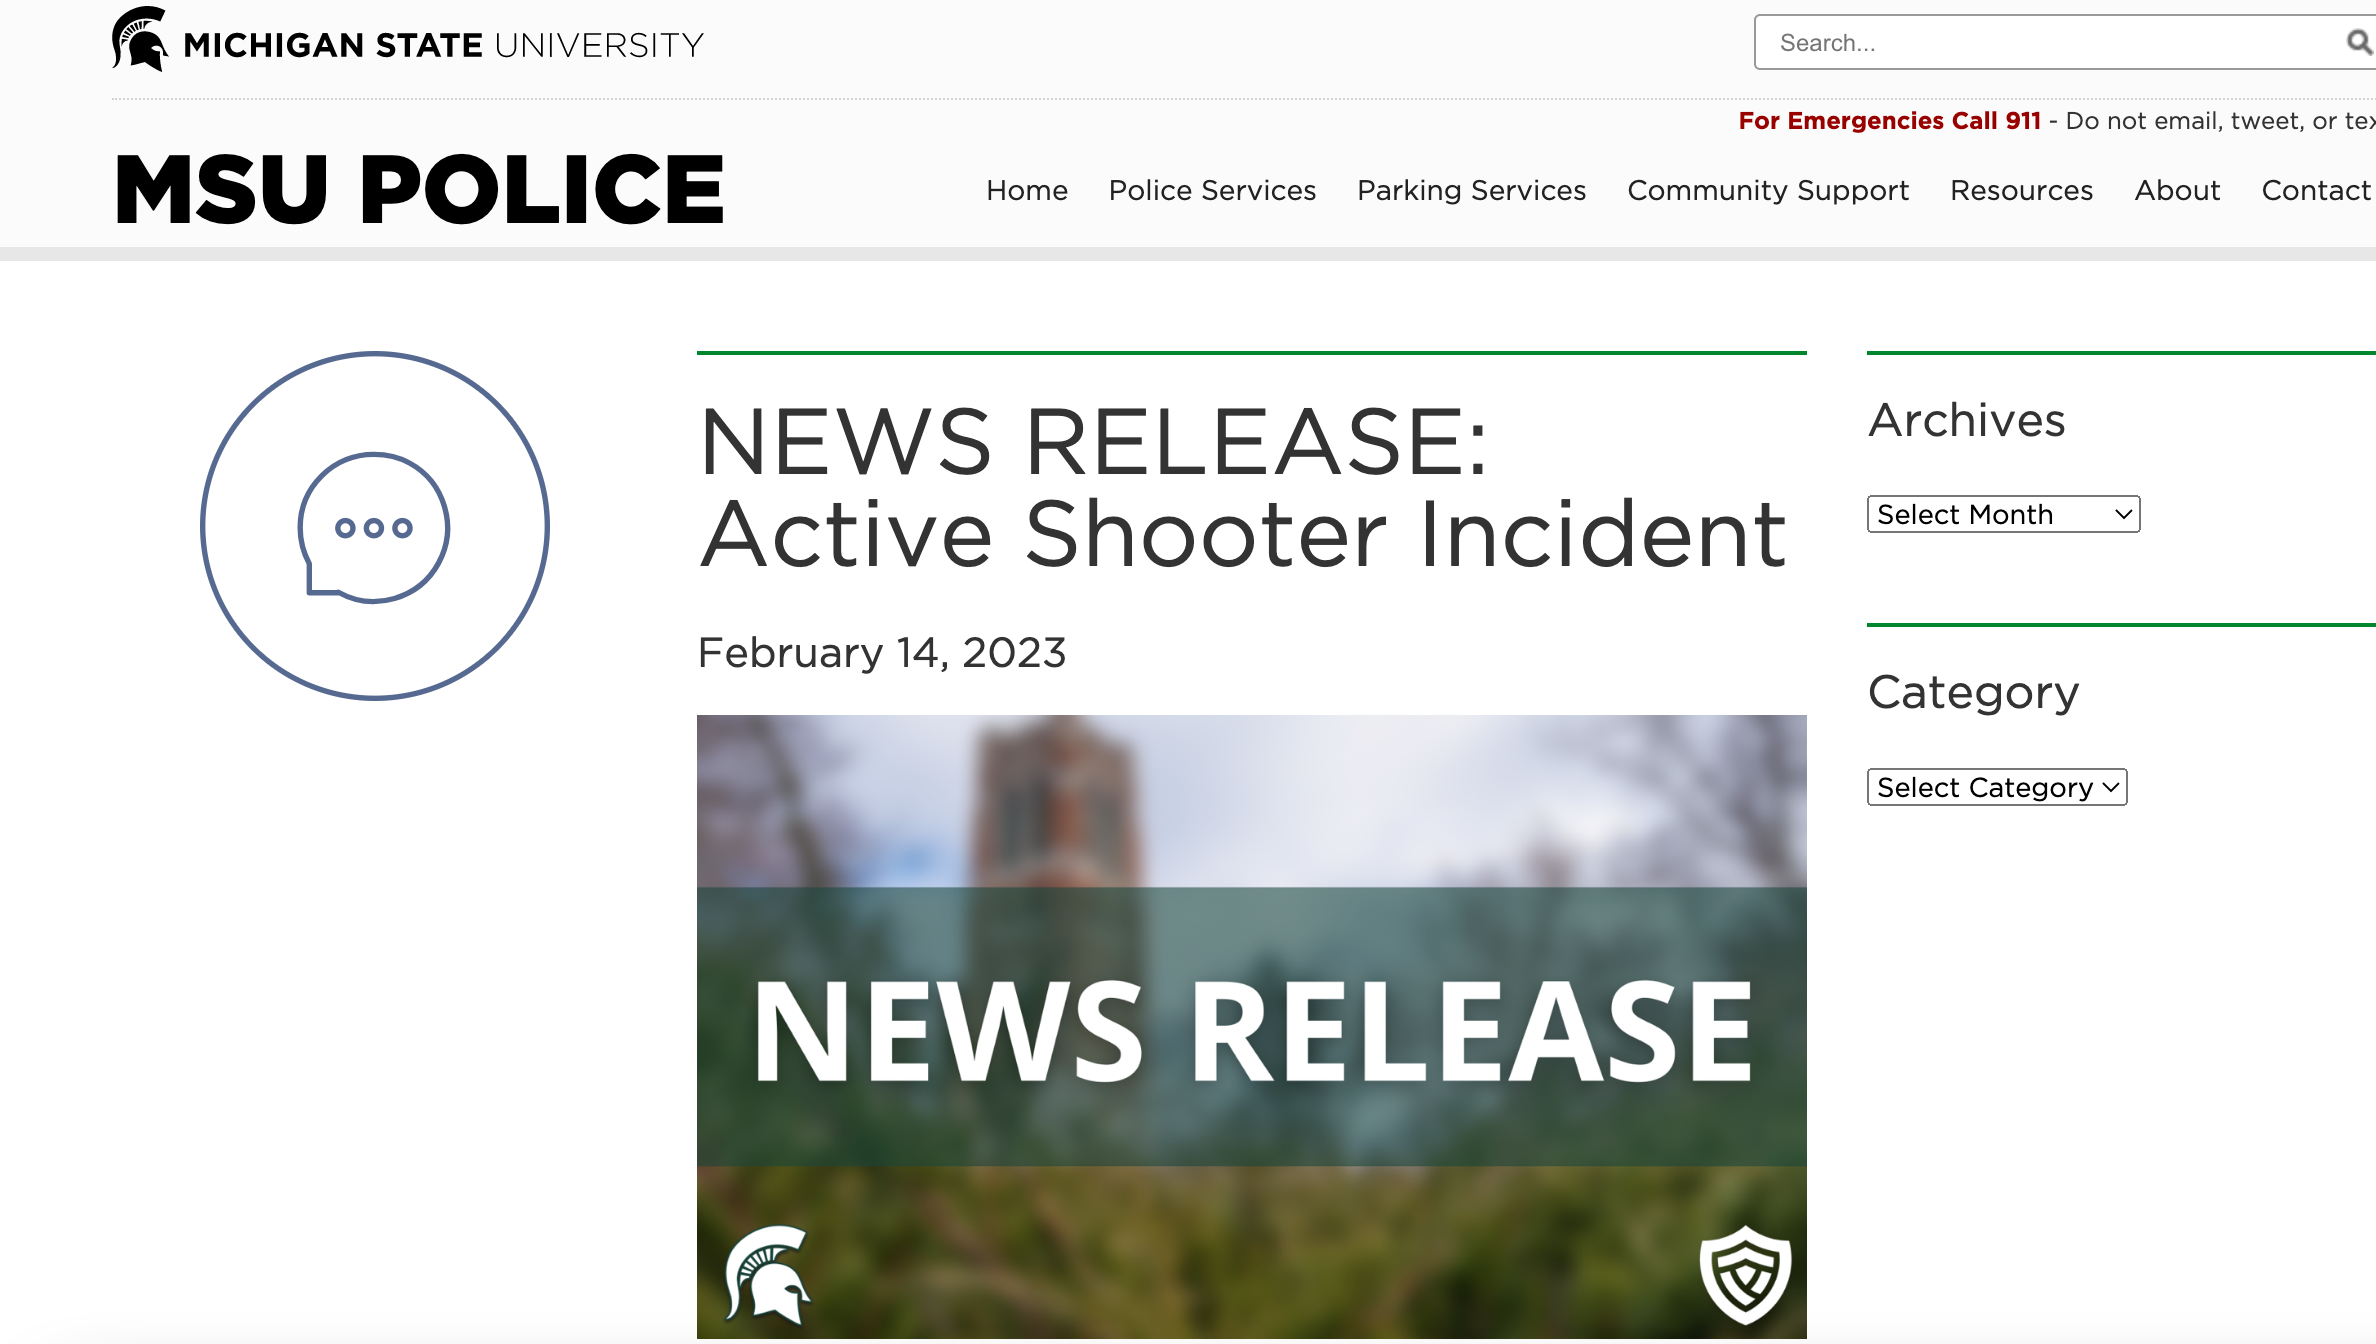 MICHIGAN STATE UNIVERSITY
Search...
For Emergencies Call 911 - Do not email, tweet, or
MSU POLICE
Home Police Services Parking Services Community Support Resources About Contact
NEWS RELEASE:
Active Shooter Incident
February 14, 2023
NEWS RELEASE
Archives
Select Month
Category
Select Category